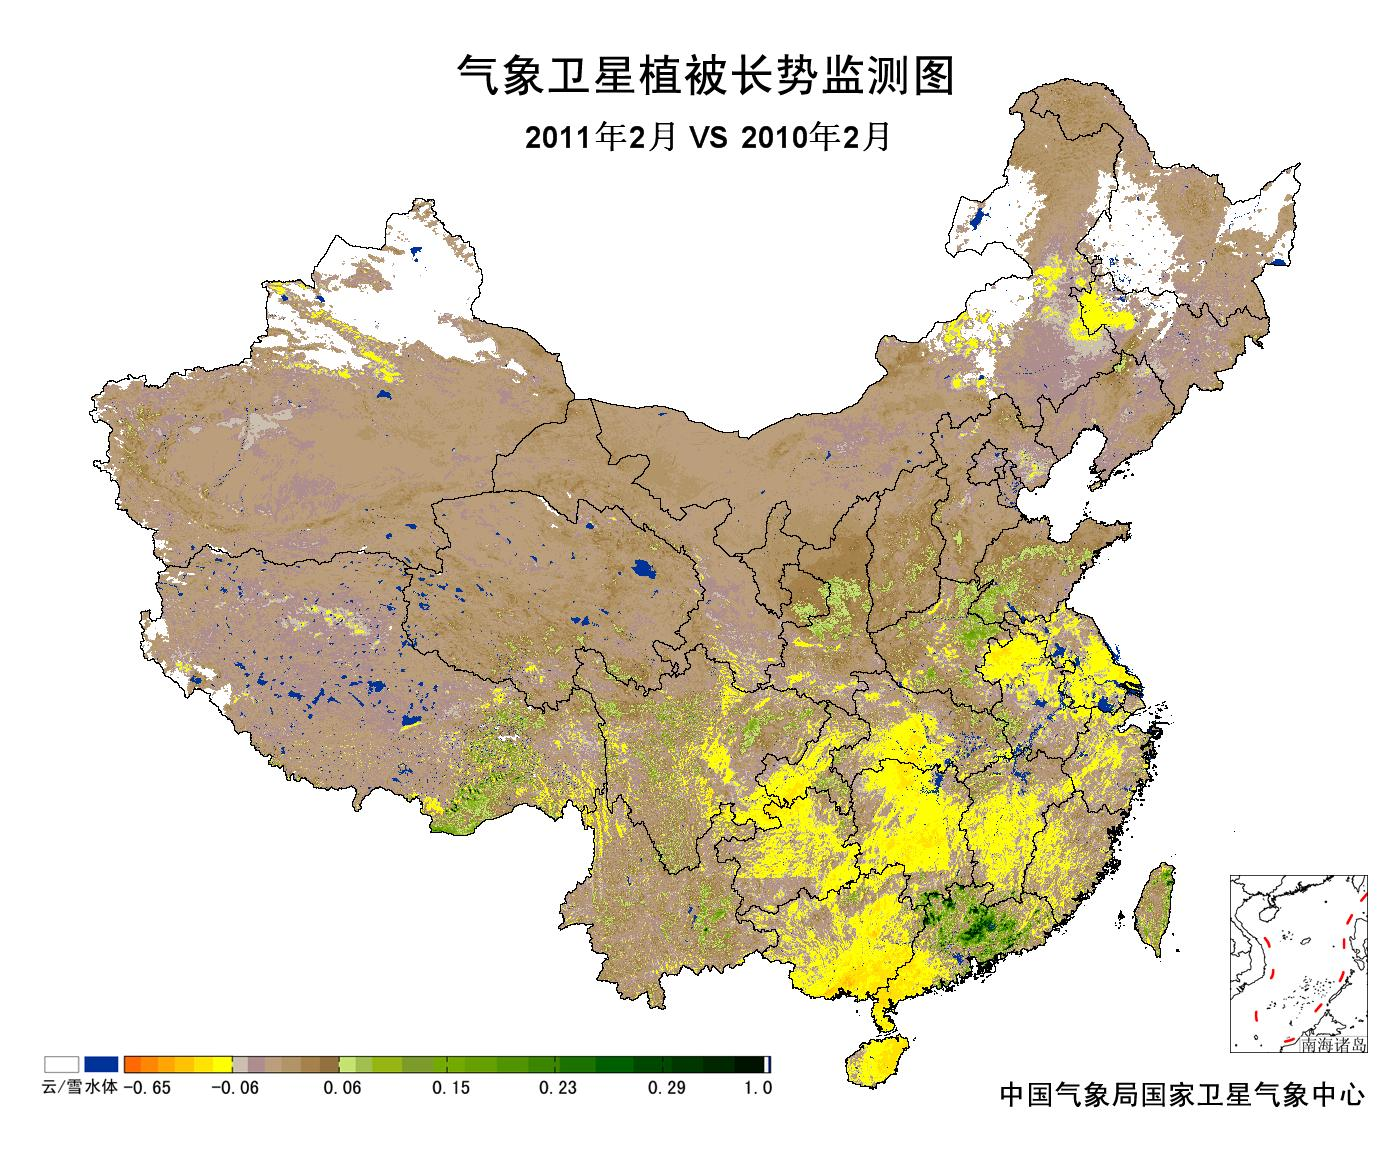 气象卫星植被长势监测图
2011年2月 VS 2010年2月
南海诸岛
云/雪 水体 -0.65 -0.06 0.06 0.15 0.23 0.29 1.0
中国气象局国家卫星气象中心